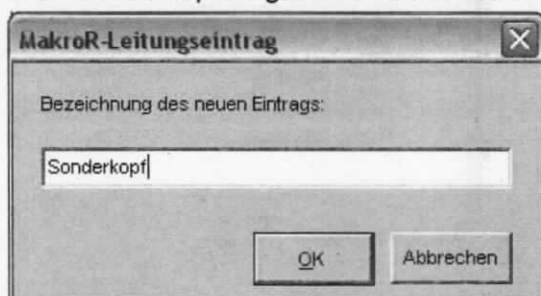 MakroR-Leitungseintrag
Bezeichnung des neuen Eintrags:
Sonderkopf
OK
Abbrechen